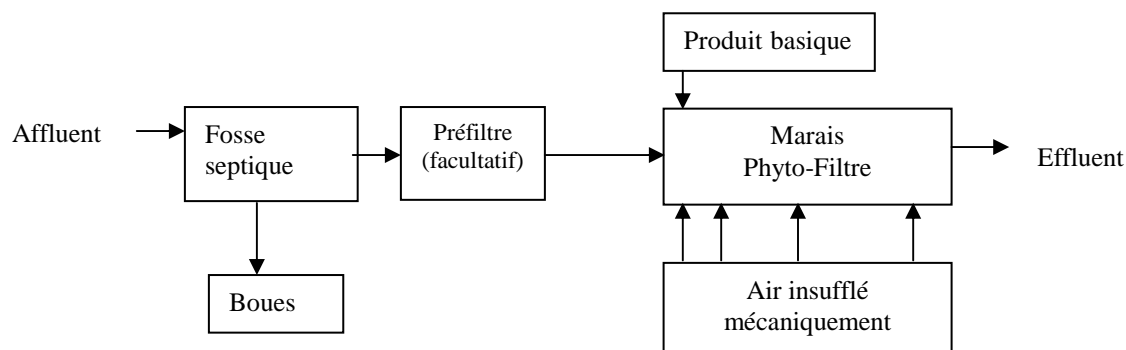 Produit basique
Affluent
Fosse
septique
Préfiltre
(facultatif)
Marais
Phyto-Filtre
Effluent
Boues
Air insufflé
mécaniquement